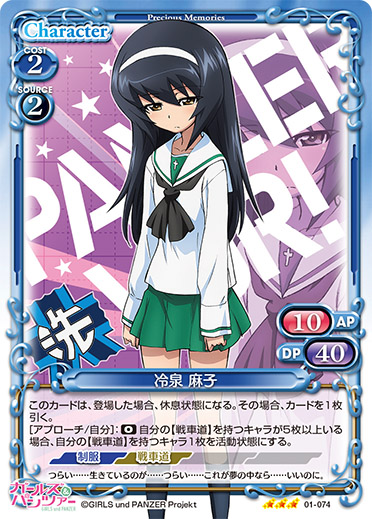 Precious Memories
Character
COST
2
SOURCE
2
PANZER
GIRL
洗
10 AP
DP 40
冷泉 麻子
このカードは、登場した場合、休息状態になる。その場合、カードを1枚
引く。
[アプローチ/自分]:自分の【戦車道】を持つキャラが5枚以上いる
場合、自分の【戦車道】を持つキャラ1枚を活動状態にする。
制服 戦車道
つらい……生きているのが……つらい……これが夢の中なら……いいのに。
ガールズ&パンツァー
GIRLS und PANZER
©GIRLS und PANZER Projekt
01-074